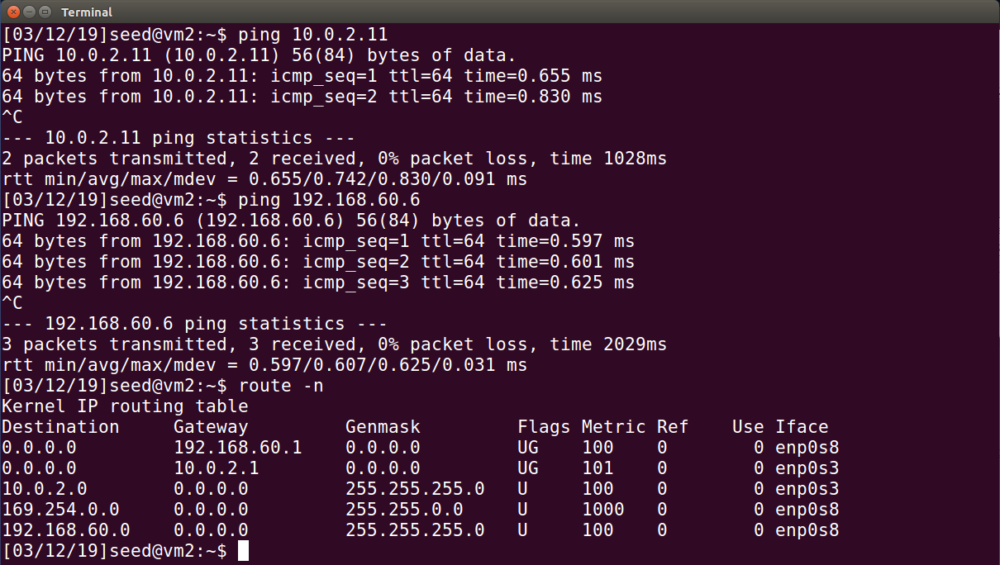 Terminal
[03/12/19]seed@vm2:~$ ping 10.0.2.11
PING 10.0.2.11 (10.0.2.11) 56(84) bytes of data.
64 bytes from 10.0.2.11: icmp_seq=1 ttl=64 time=0.655 ms
64 bytes from 10.0.2.11: icmp_seq=2 ttl=64 time=0.830 ms
^C
--- 10.0.2.11 ping statistics ---
2 packets transmitted, 2 received, 0% packet loss, time 1028ms
rtt min/avg/max/mdev = 0.655/0.742/0.830/0.091 ms
[03/12/19]seed@vm2:~$ ping 192.168.60.6
PING 192.168.60.6 (192.168.60.6) 56(84) bytes of data.
64 bytes from 192.168.60.6: icmp_seq=1 ttl=64 time=0.597 ms
64 bytes from 192.168.60.6: icmp_seq=2 ttl=64 time=0.601 ms
64 bytes from 192.168.60.6: icmp_seq=3 ttl=64 time=0.625 ms
^C
--- 192.168.60.6 ping statistics ---
3 packets transmitted, 3 received, 0% packet loss, time 2029ms
rtt min/avg/max/mdev = 0.597/0.607/0.625/0.031 ms
[03/12/19]seed@vm2:~$ route -n
Kernel IP routing table
Destination     Gateway         Genmask         Flags Metric Ref    Use Iface
0.0.0.0         192.168.60.1    0.0.0.0         UG    100    0        0 enp0s8
0.0.0.0         10.0.2.1        0.0.0.0         UG    101    0        0 enp0s3
10.0.2.0        0.0.0.0         255.255.255.0   U     100    0        0 enp0s3
169.254.0.0     0.0.0.0         255.255.0.0     U     1000   0        0 enp0s8
192.168.60.0    0.0.0.0         255.255.255.0   U     100    0        0 enp0s8
[03/12/19]seed@vm2:~$